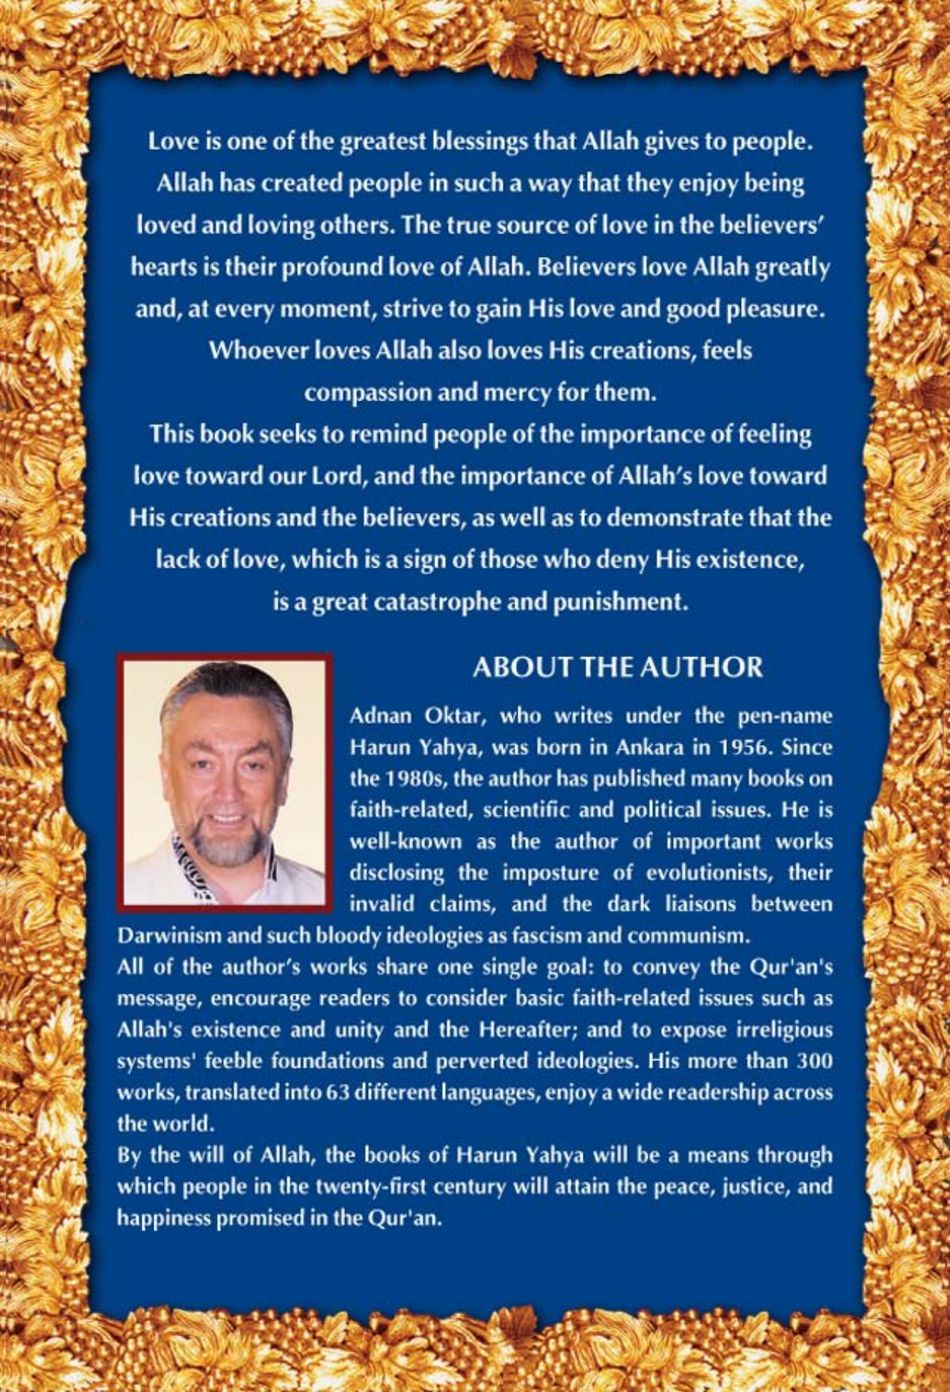 Love is one of the greatest blessings that Allah gives to people.
Allah has created people in such a way that they enjoy being
loved and loving others. The true source of love in the believers’
hearts is their profound love of Allah. Believers love Allah greatly
and, at every moment, strive to gain His love and good pleasure.
Whoever loves Allah also loves His creations, feels
compassion and mercy for them.
This book seeks to remind people of the importance of feeling
love toward our Lord, and the importance of Allah’s love toward
His creations and the believers, as well as to demonstrate that the
lack of love, which is a sign of those who deny His existence,
is a great catastrophe and punishment.
ABOUT THE AUTHOR
Adnan Oktar, who writes under the pen-name
Harun Yahya, was born in Ankara in 1956. Since
the 1980s, the author has published many books on
faith-related, scientific and political issues. He is
well-known as the author of important works
disclosing the imposture of evolutionists, their
invalid claims, and the dark liaisons between
Darwinism and such bloody ideologies as fascism and communism.
All of the author’s works share one single goal: to convey the Qur'an's
message, encourage readers to consider basic faith-related issues such as
Allah's existence and unity and the Hereafter; and to expose irreligious
systems' feeble foundations and perverted ideologies. His more than 300
works, translated into 63 different languages, enjoy a wide readership across
the world.
By the will of Allah, the books of Harun Yahya will be a means through
which people in the twenty-first century will attain the peace, justice, and
happiness promised in the Qur'an.